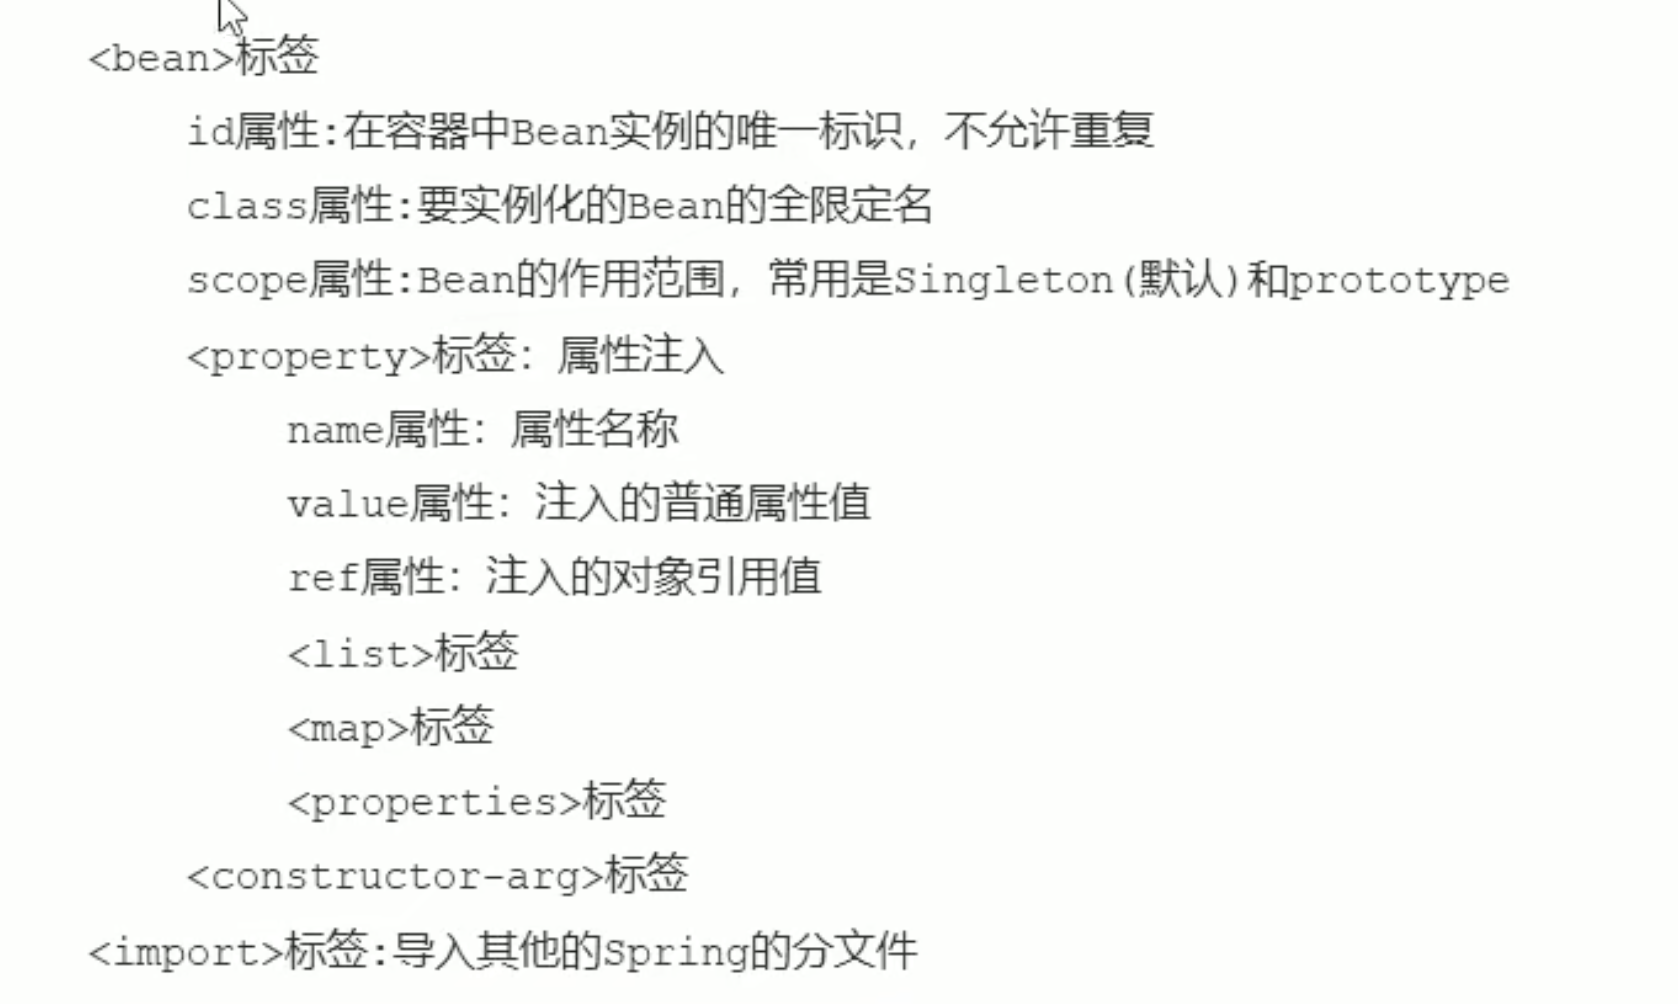 <bean>标签
id属性:在容器中Bean实例的唯一标识，不允许重复
class属性:要实例化的Bean的全限定名
scope属性:Bean的作用范围，常用是Singleton(默认)和prototype
<property>标签：属性注入
name属性：属性名称
value属性：注入的普通属性值
ref属性：注入的对象引用值
<list>标签
<map>标签
<properties>标签
<constructor-arg>标签
<import>标签:导入其他的Spring的分文件